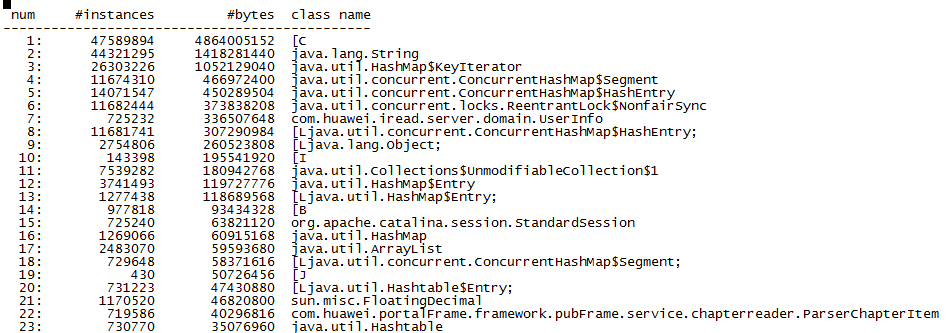 num #instances #bytes class name
----------------------------------------------
1: 47589894 4864005152 [C
2: 44321295 1418281440 java.lang.String
3: 26303226 1052129040 java.util.HashMap$KeyIterator
4: 11674310 466972400 java.util.concurrent.ConcurrentHashMap$Segment
5: 14071547 450289504 java.util.concurrent.ConcurrentHashMap$HashEntry
6: 11682444 373838208 java.util.concurrent.locks.ReentrantLock$NonfairSync
7: 725232 336507648 com.huawei.iread.server.domain.UserInfo
8: 11681741 307290984 [Ljava.util.concurrent.ConcurrentHashMap$HashEntry;
9: 2754806 260523808 [Ljava.lang.Object;
10: 143398 195541920 [I
11: 7539282 180942768 java.util.Collections$UnmodifiableCollection$1
12: 3741493 119727776 java.util.HashMap$Entry
13: 1277438 118689568 [Ljava.util.HashMap$Entry;
14: 977818 93434328 [B
15: 725240 63821120 org.apache.catalina.session.StandardSession
16: 1269066 60915168 java.util.HashMap
17: 2483070 59593680 java.util.ArrayList
18: 729648 58371616 [Ljava.util.concurrent.ConcurrentHashMap$Segment;
19: 430 50726456 [J
20: 731223 47430880 [Ljava.util.Hashtable$Entry;
21: 1170520 46820800 sun.misc.FloatingDecimal
22: 719586 40296816 com.huawei.portalFrame.framework.pubFrame.service.chapterreader.ParserChapterItem
23: 730770 35076960 java.util.Hashtable